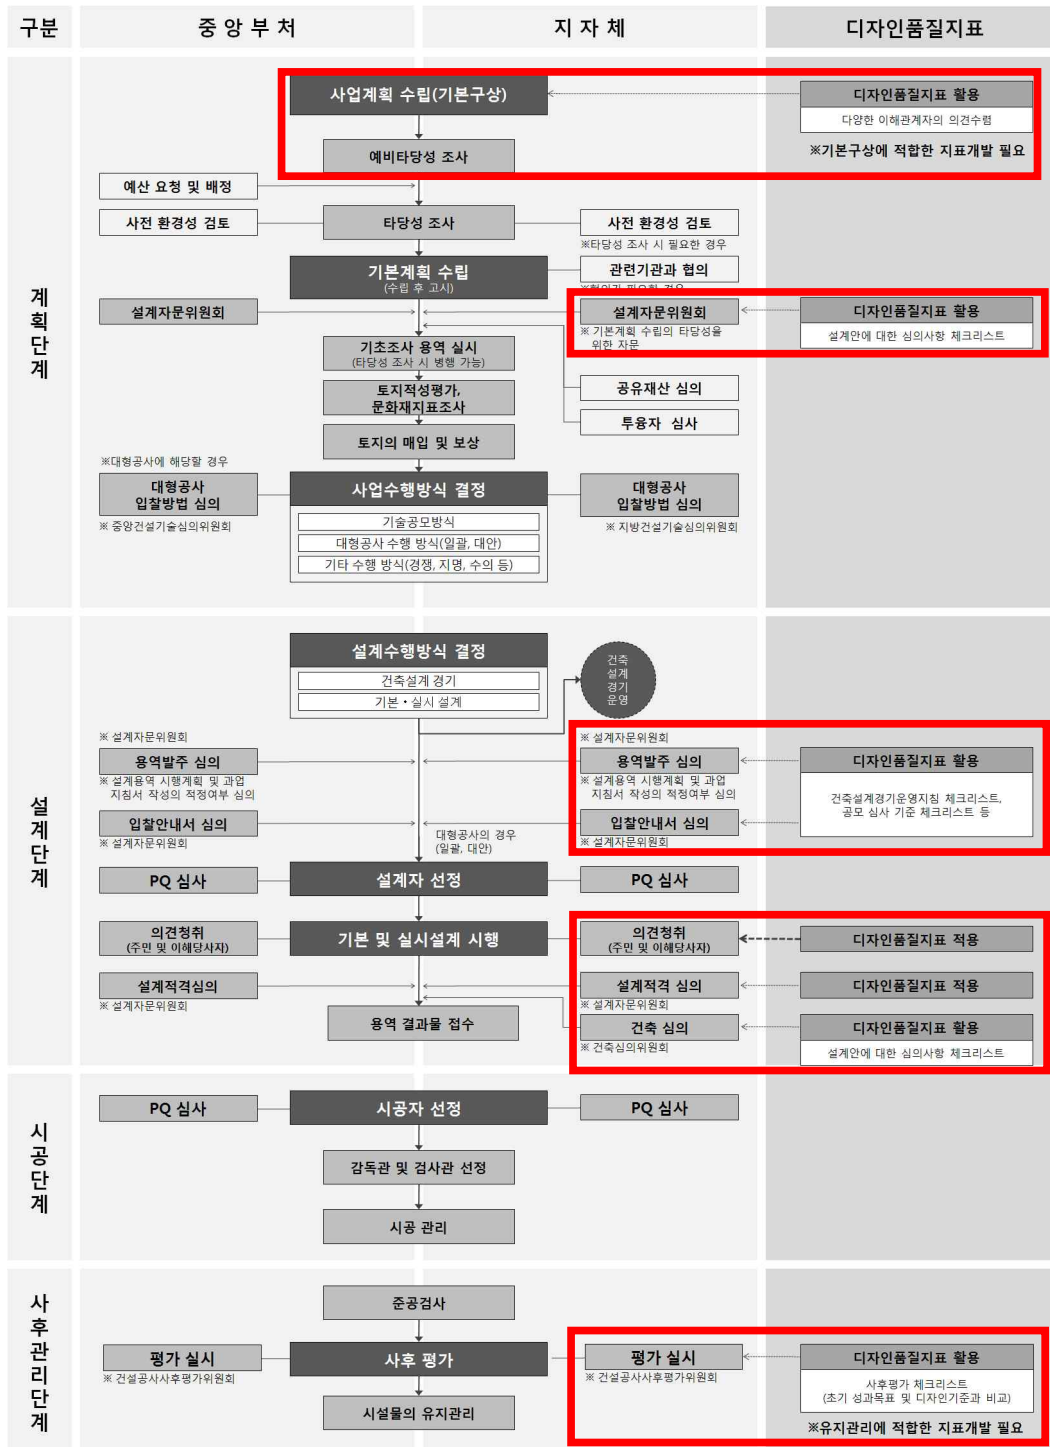 구분
중 앙 부 처
지 자 체
디자인품질지표
계획단계
사업계획 수립(기본구상)
디자인품질지표 활용
다양한 이해관계자의 의견수렴
※기본구상에 적합한 지표개발 필요
예비타당성 조사
예산 요청 및 배정
사전 환경성 검토
타당성 조사
사전 환경성 검토
※타당성 조사 시 필요한 경우
기본계획 수립
(수립 후 고시)
관련기관과 협의
설계자문위원회
설계자문위원회
※ 기본계획 수립의 타당성을
위한 자문
디자인품질지표 활용
설계안에 대한 심의사항 체크리스트
기초조사 용역 실시
(타당성 조사 시 병행 가능)
토지적성평가,
문화재지표조사
공유재산 심의
투융자 심사
토지의 매입 및 보상
※대형공사에 해당할 경우
대형공사
입찰방법 심의
※ 중앙건설기술심의위원회
사업수행방식 결정
기술공모방식
대형공사 수행 방식(일괄, 대안)
기타 수행 방식(경쟁, 지명, 수의 등)
대형공사
입찰방법 심의
※ 지방건설기술심의위원회
설계단계
설계수행방식 결정
건축설계 경기
기본・실시 설계
건축
설계
경기
운영
※ 설계자문위원회
용역발주 심의
※ 설계용역 시행계획 및 과업
지침서 작성의 적정여부 심의
※ 설계자문위원회
용역발주 심의
※ 설계용역 시행계획 및 과업
지침서 작성의 적정여부 심의
디자인품질지표 활용
건축설계경기운영지침 체크리스트,
공모 심사 기준 체크리스트 등
입찰안내서 심의
※ 설계자문위원회
대형공사의 경우
(일괄, 대안)
입찰안내서 심의
※ 설계자문위원회
PQ 심사
설계자 선정
PQ 심사
의견청취
(주민 및 이해당사자)
기본 및 실시설계 시행
의견청취
(주민 및 이해당사자)
디자인품질지표 적용
설계적격심의
※ 설계자문위원회
설계적격 심의
※ 설계자문위원회
디자인품질지표 적용
용역 결과물 접수
건축 심의
※ 건축심의위원회
디자인품질지표 활용
설계안에 대한 심의사항 체크리스트
시공단계
PQ 심사
시공자 선정
PQ 심사
감독관 및 검사관 선정
시공 관리
사후관리단계
준공검사
평가 실시
※ 건설공사사후평가위원회
사후 평가
평가 실시
※ 건설공사사후평가위원회
디자인품질지표 활용
사후평가 체크리스트
(초기 성과목표 및 디자인기준과 비교)
※유지관리에 적합한 지표개발 필요
시설물의 유지관리